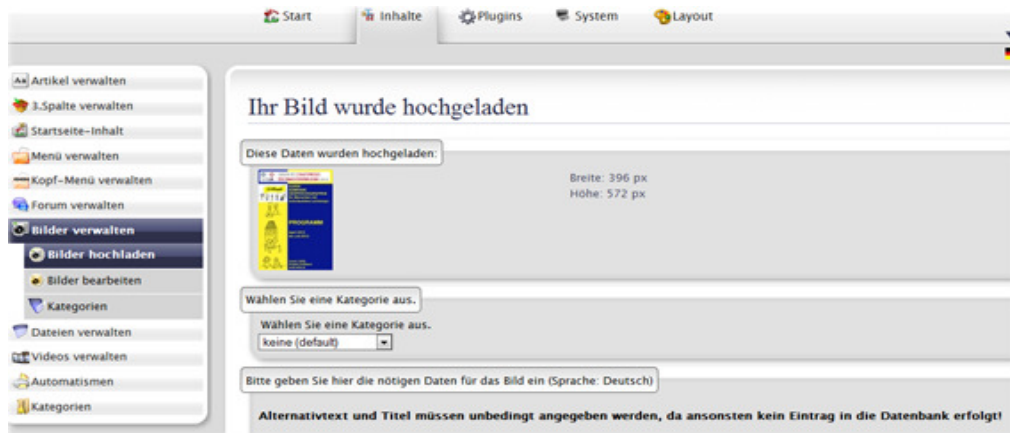 Start
Inhalte
Plugins
System
Layout
Artikel verwalten
3.Spalte verwalten
Startseite-Inhalt
Menü verwalten
Kopf-Menü verwalten
Forum verwalten
Bilder verwalten
Bilder hochladen
Bilder bearbeiten
Kategorien
Dateien verwalten
Videos verwalten
Automatismen
Kategorien
Ihr Bild wurde hochgeladen
Diese Daten wurden hochgeladen:
PROGRAMM
Breite: 396 px
Höhe: 572 px
Wählen Sie eine Kategorie aus.
Wählen Sie eine Kategorie aus.
keine (default)
Bitte geben Sie hier die nötigen Daten für das Bild ein (Sprache: Deutsch)
Alternativtext und Titel müssen unbedingt angegeben werden, da ansonsten kein Eintrag in die Datenbank erfolgt!